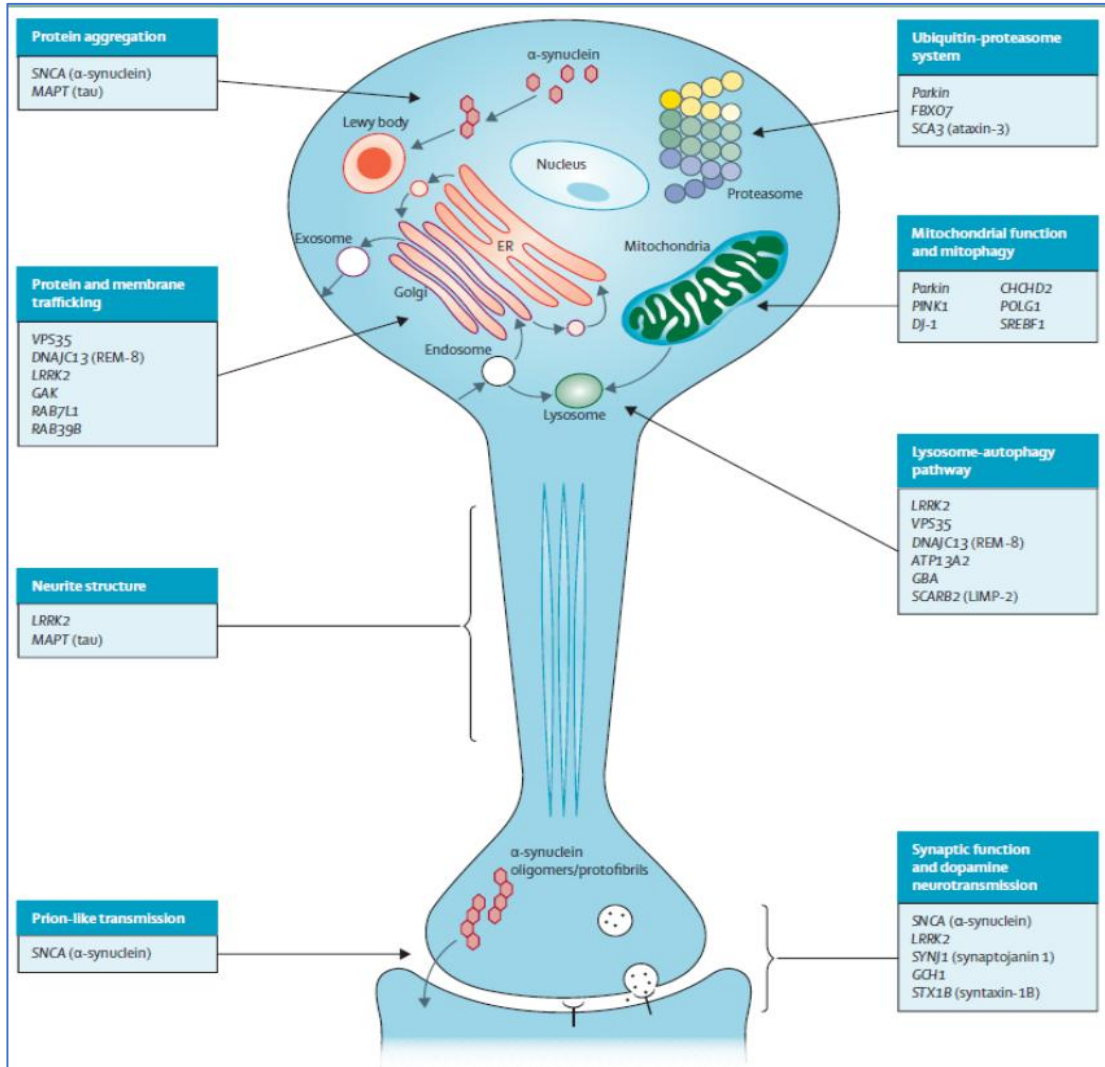 Protein aggregation
SNCA (α-synuclein)
MAPT (tau)
Protein and membrane
trafficking
VPS35
DNAJC13 (REM-8)
LRRK2
GAK
RAB7L1
RAB39B
Neurite structure
LRRK2
MAPT (tau)
Prion-like transmission
SNCA (α-synuclein)
α-synuclein
Lewy body
Nucleus
Proteasome
Exosome
ER
Mitochondria
Golgi
Endosome
Lysosome
α-synuclein
oligomers/protofibrils
Ubiquitin-proteasome
system
Parkin
FBXO7
SCA3 (ataxin-3)
Mitochondrial function
and mitophagy
Parkin CHCHD2
PINK1 POLG1
DJ-1 SREBF1
Lysosome-autophagy
pathway
LRRK2
VPS35
DNAJC13 (REM-8)
ATP13A2
GBA
SCARB2 (LIMP-2)
Synaptic function
and dopamine
neurotransmission
SNCA (α-synuclein)
LRRK2
SYNJ1 (synaptojanin 1)
GCH1
STX1B (syntaxin-1B)